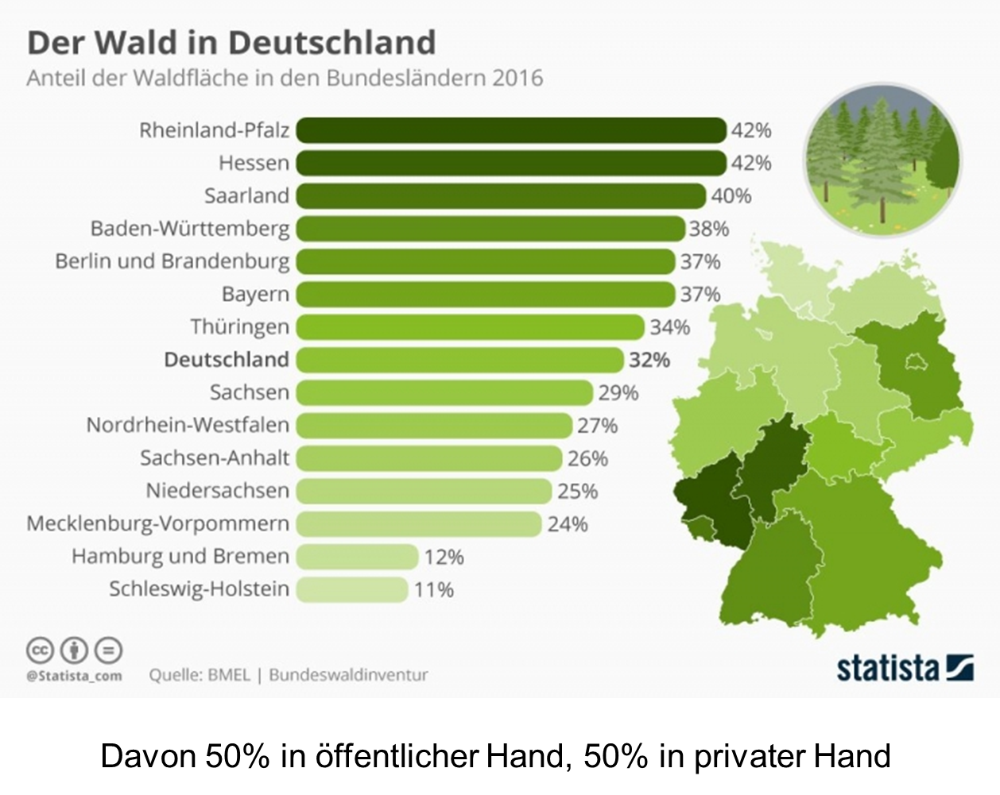 Der Wald in Deutschland
Anteil der Waldfläche in den Bundesländern 2016
Rheinland-Pfalz 42%
Hessen 42%
Saarland 40%
Baden-Württemberg 38%
Berlin und Brandenburg 37%
Bayern 37%
Thüringen 34%
Deutschland 32%
Sachsen 29%
Nordrhein-Westfalen 27%
Sachsen-Anhalt 26%
Niedersachsen 25%
Mecklenburg-Vorpommern 24%
Hamburg und Bremen 12%
Schleswig-Holstein 11%
cc
@Statista_com
Quelle: BMEL | Bundeswaldinventur
statista
Davon 50% in öffentlicher Hand, 50% in privater Hand